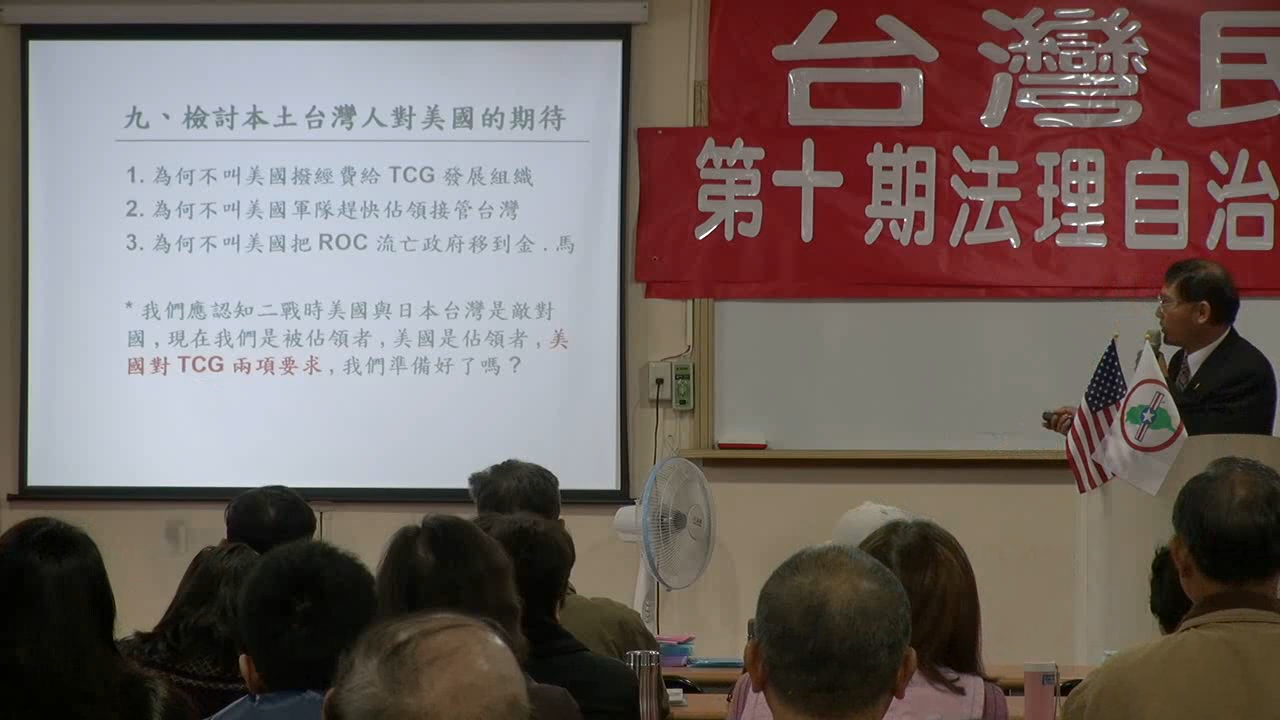 九、檢討本土台灣人對美國的期待
1. 為何不叫美國撥經費給 TCG 發展組織
2. 為何不叫美國軍隊趕快佔領接管台灣
3. 為何不叫美國把 ROC 流亡政府移到金．馬
* 我們應認知二戰時美國與日本台灣是敵對
國，現在我們是被佔領者，美國是佔領者，美
國對 TCG 兩項要求，我們準備好了嗎？
台灣民
第十期法理自治